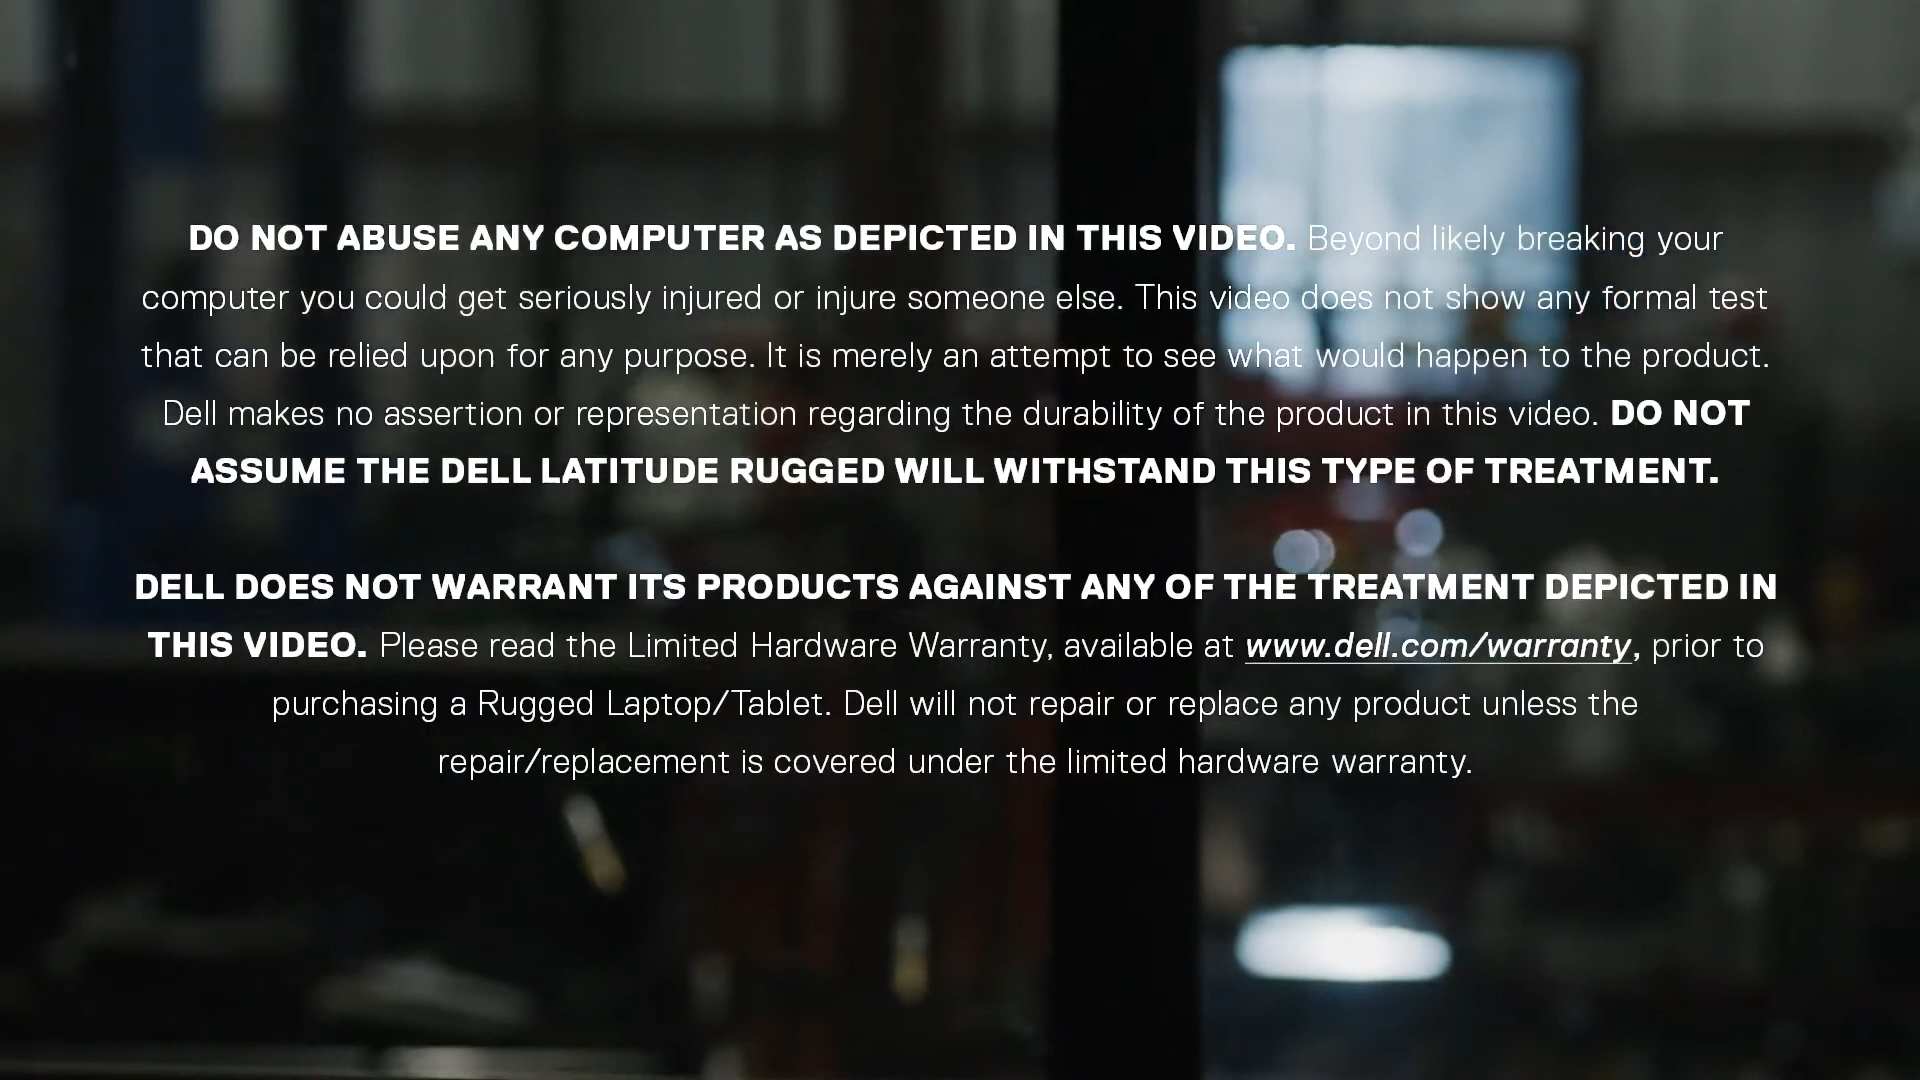 DO NOT ABUSE ANY COMPUTER AS DEPICTED IN THIS VIDEO. Beyond likely breaking your
computer you could get seriously injured or injure someone else. This video does not show any formal test
that can be relied upon for any purpose. It is merely an attempt to see what would happen to the product.
Dell makes no assertion or representation regarding the durability of the product in this video. DO NOT
ASSUME THE DELL LATITUDE RUGGED WILL WITHSTAND THIS TYPE OF TREATMENT.
DELL DOES NOT WARRANT ITS PRODUCTS AGAINST ANY OF THE TREATMENT DEPICTED IN
THIS VIDEO. Please read the Limited Hardware Warranty, available at www.dell.com/warranty, prior to
purchasing a Rugged Laptop/Tablet. Dell will not repair or replace any product unless the
repair/replacement is covered under the limited hardware warranty.